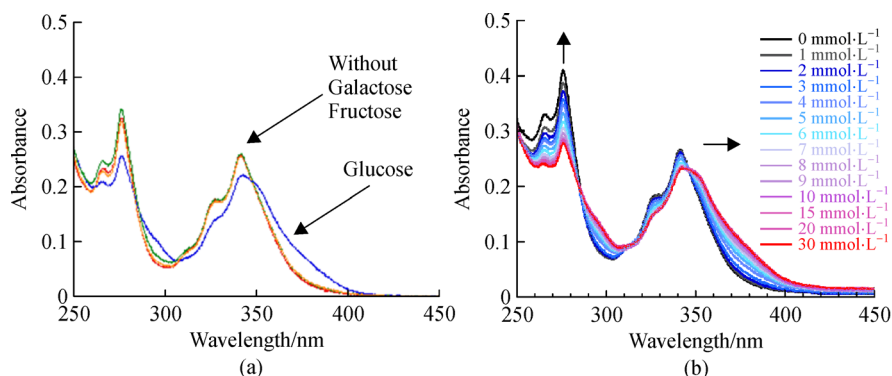 0.5
0.4
0.3
0.2
0.1
0
Absorbance
250
300
350
400
450
Wavelength/nm
Without
Galactose
Fructose
Glucose
(a)
0.5
0.4
0.3
0.2
0.1
0
Absorbance
250
300
350
400
450
Wavelength/nm
0 mmol·L⁻¹
1 mmol·L⁻¹
2 mmol·L⁻¹
3 mmol·L⁻¹
4 mmol·L⁻¹
5 mmol·L⁻¹
6 mmol·L⁻¹
7 mmol·L⁻¹
8 mmol·L⁻¹
9 mmol·L⁻¹
10 mmol·L⁻¹
15 mmol·L⁻¹
20 mmol·L⁻¹
30 mmol·L⁻¹
(b)